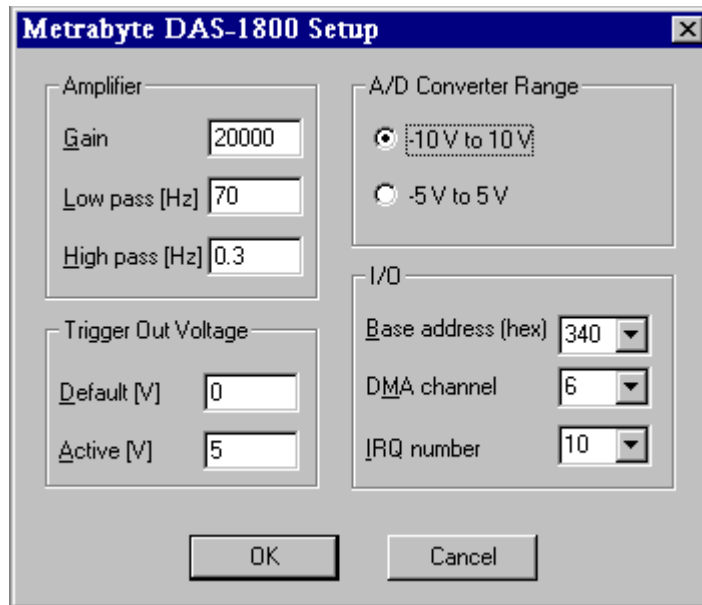 Metrabyte DAS-1800 Setup
Amplifier
Gain 20000
Low pass [Hz] 70
High pass [Hz] 0.3
Trigger Out Voltage
Default [V] 0
Active [V] 5
A/D Converter Range
-10 V to 10 V
-5 V to 5 V
I/O
Base address (hex) 340
DMA channel 6
IRQ number 10
OK
Cancel